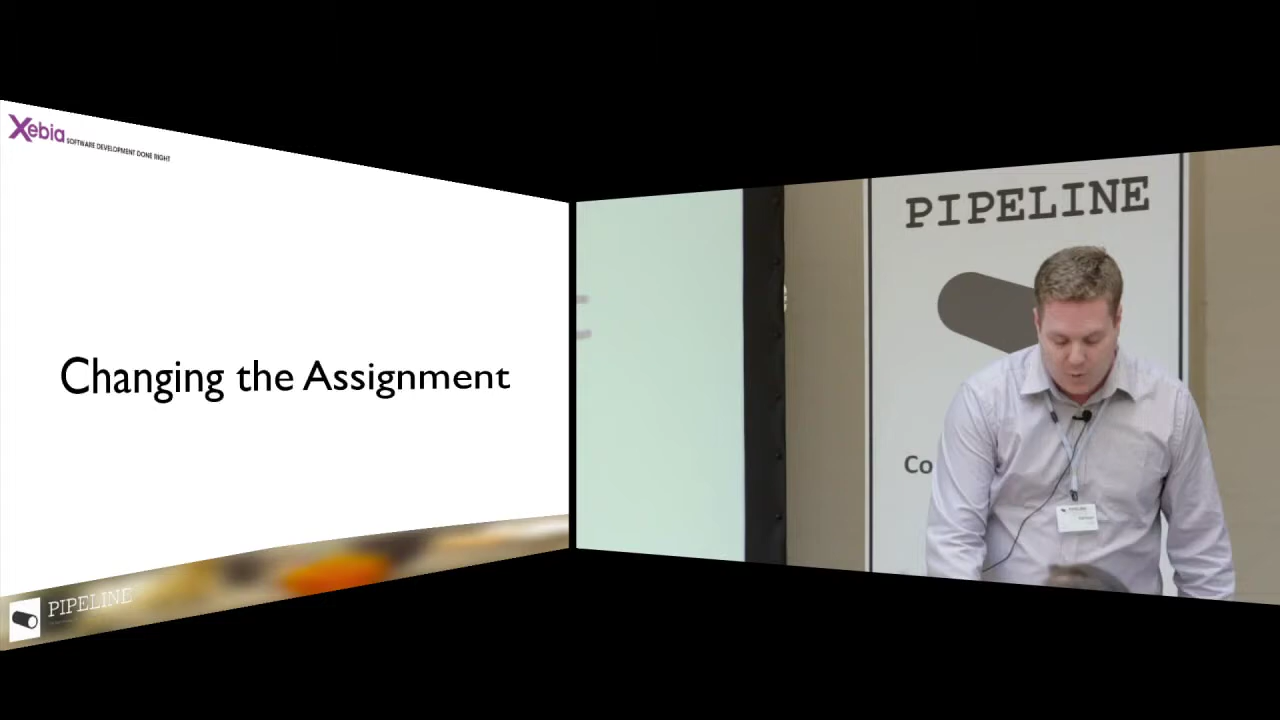 Xebia SOFTWARE DEVELOPMENT DONE RIGHT
Changing the Assignment
PIPELINE
PIPELINE
Co